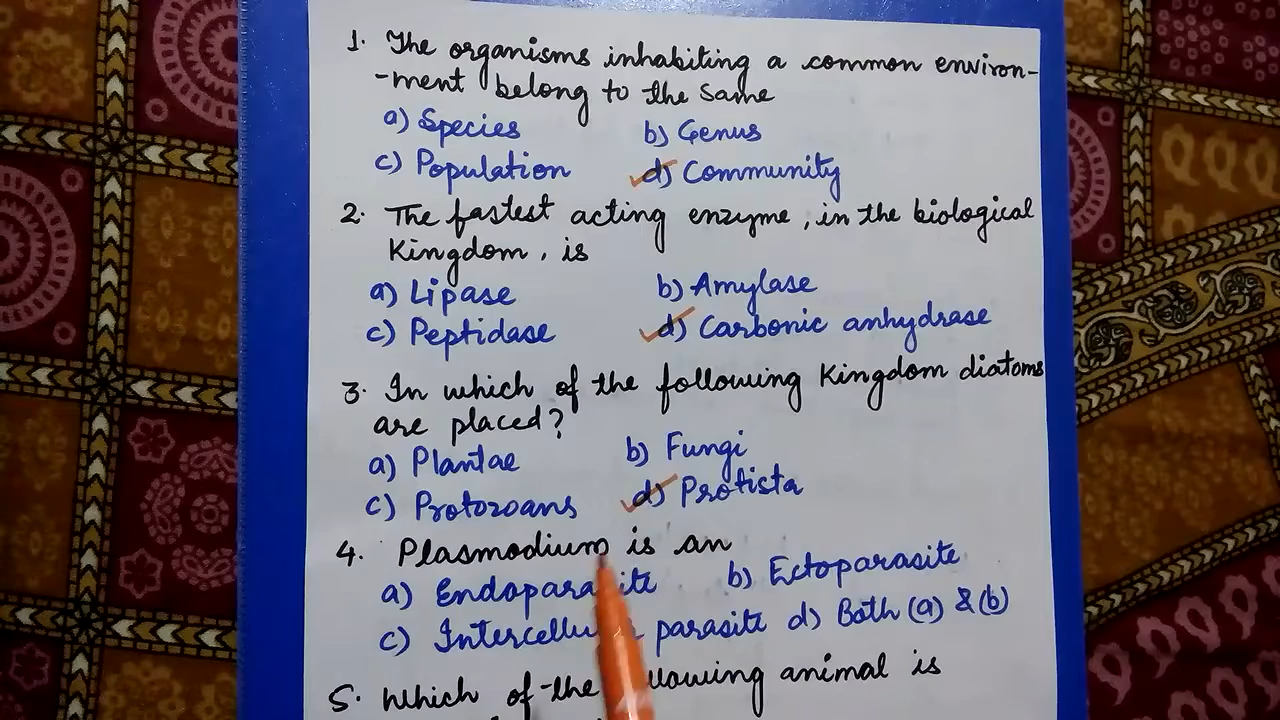 1. The organisms inhabiting a common environ-
-ment belong to the same
a) Species b) Genus
c) Population d) Community
2. The fastest acting enzyme, in the biological
Kingdom, is
a) Lipase b) Amylase
c) Peptidase d) Carbonic anhydrase
3. In which of the following Kingdom diatoms
are placed?
a) Plantae b) Fungi
c) Protozoans d) Protista
4. Plasmodium is an
a) Endoparasite b) Ectoparasite
c) parasite d) Both (a) & (b)
5. Which of the following animal is